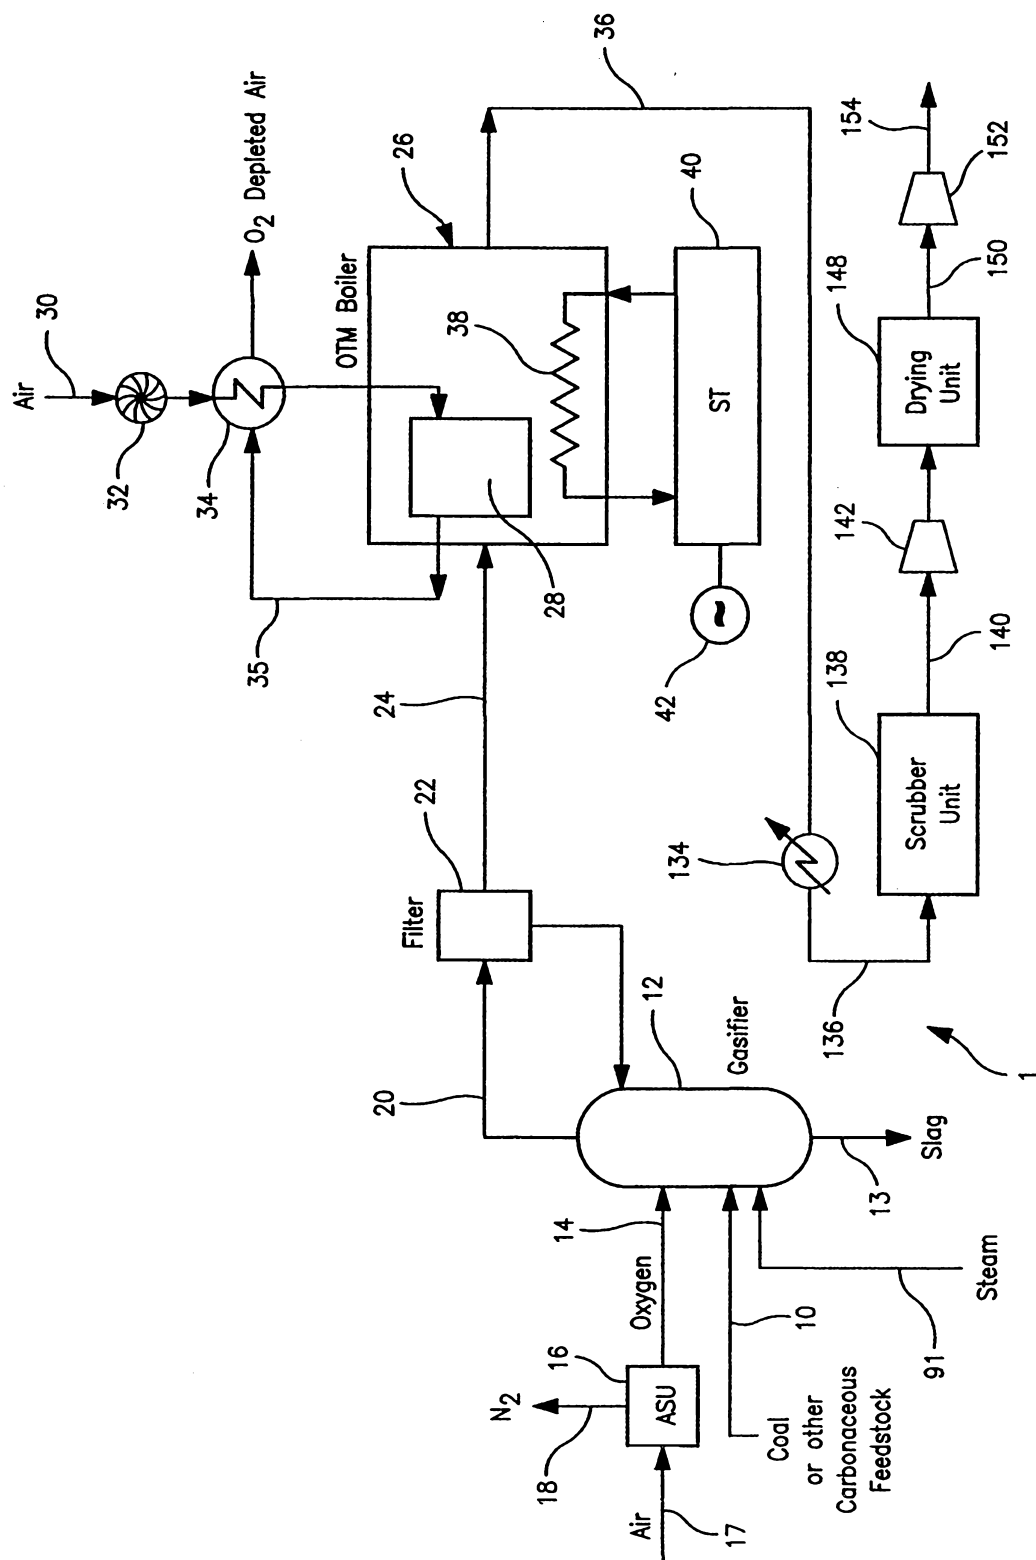 Air
30
32
34
35
O2 Depleted Air
OTM Boiler
26
28
38
36
ST
40
42
24
Filter
22
20
Gasifier
12
Slag
13
Oxygen
14
ASU
16
N2
18
Air
17
Coal
or other
Carbonaceous
Feedstock
10
Steam
91
134
136
Scrubber
Unit
138
140
142
Drying
Unit
148
150
152
154
1